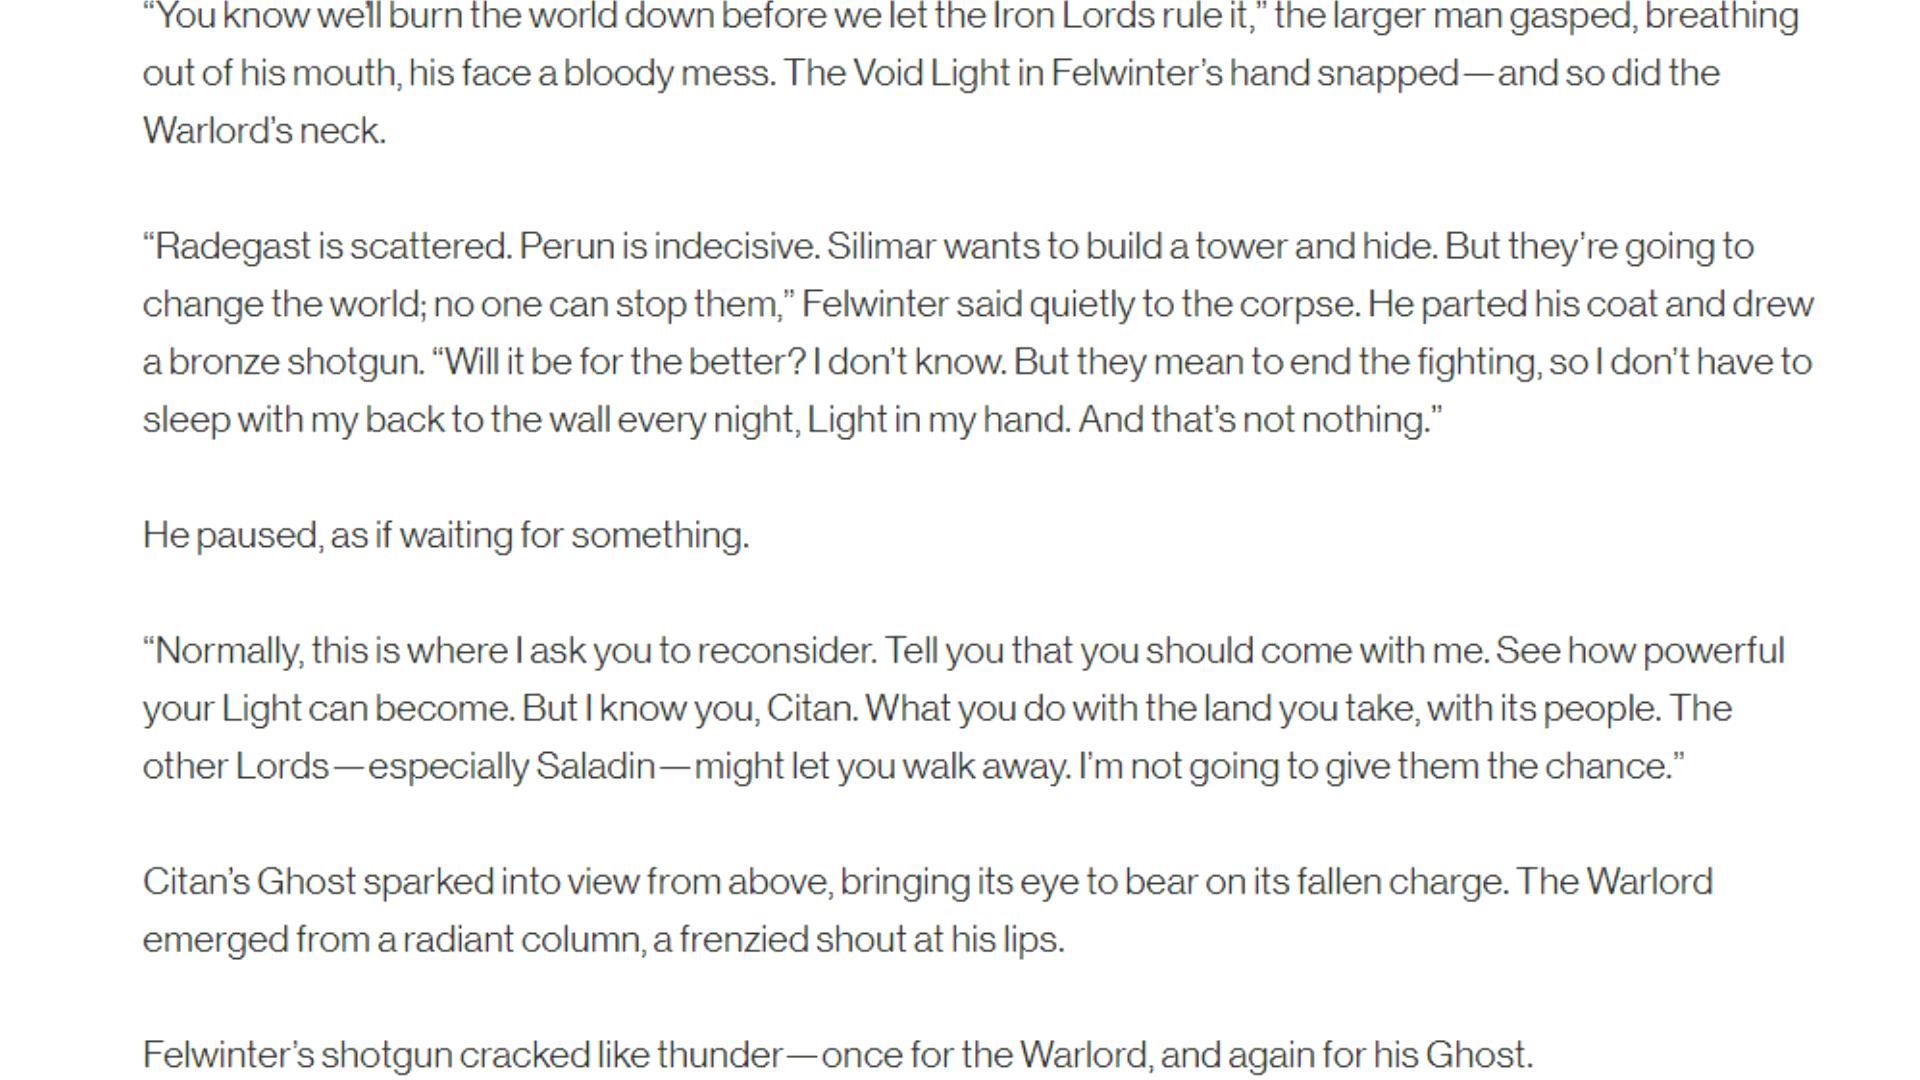 “You know we’ll burn the world down before we let the Iron Lords rule it,” the larger man gasped, breathing
out of his mouth, his face a bloody mess. The Void Light in Felwinter’s hand snapped—and so did the
Warlord’s neck.
“Radegast is scattered. Perun is indecisive. Silimar wants to build a tower and hide. But they’re going to
change the world; no one can stop them,” Felwinter said quietly to the corpse. He parted his coat and drew
a bronze shotgun. “Will it be for the better? I don’t know. But they mean to end the fighting, so I don’t have to
sleep with my back to the wall every night, Light in my hand. And that’s not nothing.”
He paused, as if waiting for something.
“Normally, this is where I ask you to reconsider. Tell you that you should come with me. See how powerful
your Light can become. But I know you, Citan. What you do with the land you take, with its people. The
other Lords—especially Saladin—might let you walk away. I’m not going to give them the chance.”
Citan’s Ghost sparked into view from above, bringing its eye to bear on its fallen charge. The Warlord
emerged from a radiant column, a frenzied shout at his lips.
Felwinter’s shotgun cracked like thunder—once for the Warlord, and again for his Ghost.